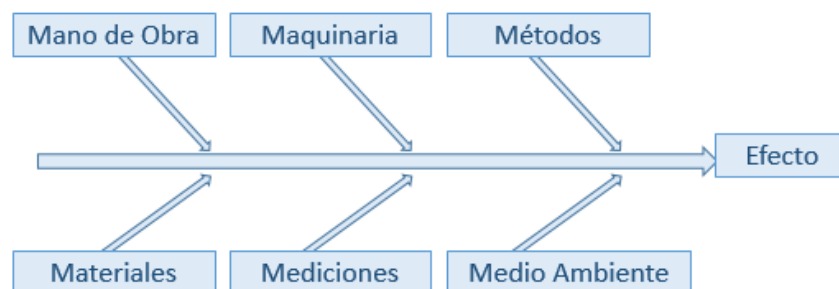 Mano de Obra
Maquinaria
Métodos
Efecto
Materiales
Mediciones
Medio Ambiente